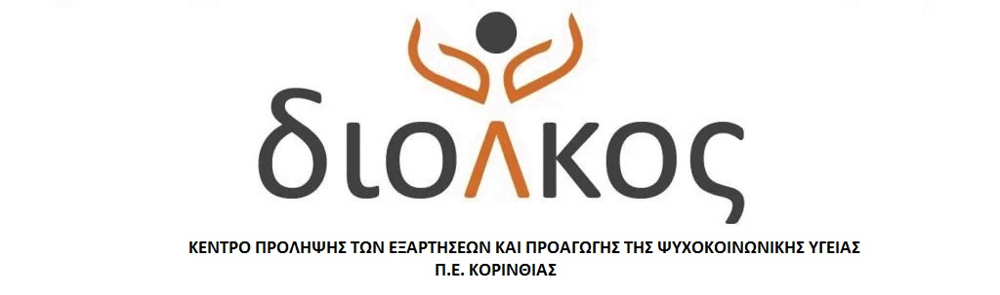 διολκος
ΚΕΝΤΡΟ ΠΡΟΛΗΨΗΣ ΤΩΝ ΕΞΑΡΤΗΣΕΩΝ ΚΑΙ ΠΡΟΑΓΩΓΗΣ ΤΗΣ ΨΥΧΟΚΟΙΝΩΝΙΚΗΣ ΥΓΕΙΑΣ
Π.Ε. ΚΟΡΙΝΘΙΑΣ